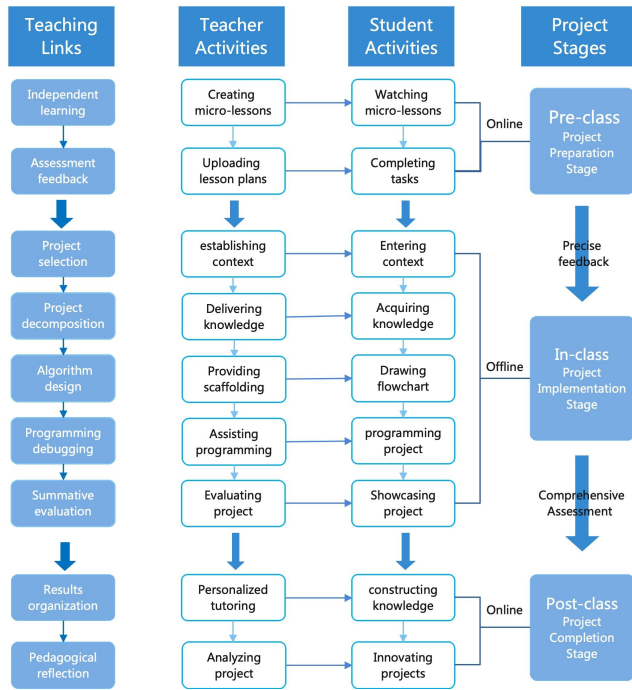 Teaching
Links
Teacher
Activities
Student
Activities
Project
Stages
Independent
learning
Creating
micro-lessons
Watching
micro-lessons
Online
Pre-class
Project
Preparation
Stage
Assessment
feedback
Uploading
lesson plans
Completing
tasks
Project
selection
establishing
context
Entering
context
Precise
feedback
Project
decomposition
Delivering
knowledge
Acquiring
knowledge
Algorithm
design
Providing
scaffolding
Drawing
flowchart
Offline
In-class
Project
Implementation
Stage
Programming
debugging
Assisting
programming
programming
project
Summative
evaluation
Evaluating
project
Showcasing
project
Comprehensive
Assessment
Results
organization
Personalized
tutoring
constructing
knowledge
Online
Post-class
Project
Completion
Stage
Pedagogical
reflection
Analyzing
project
Innovating
projects